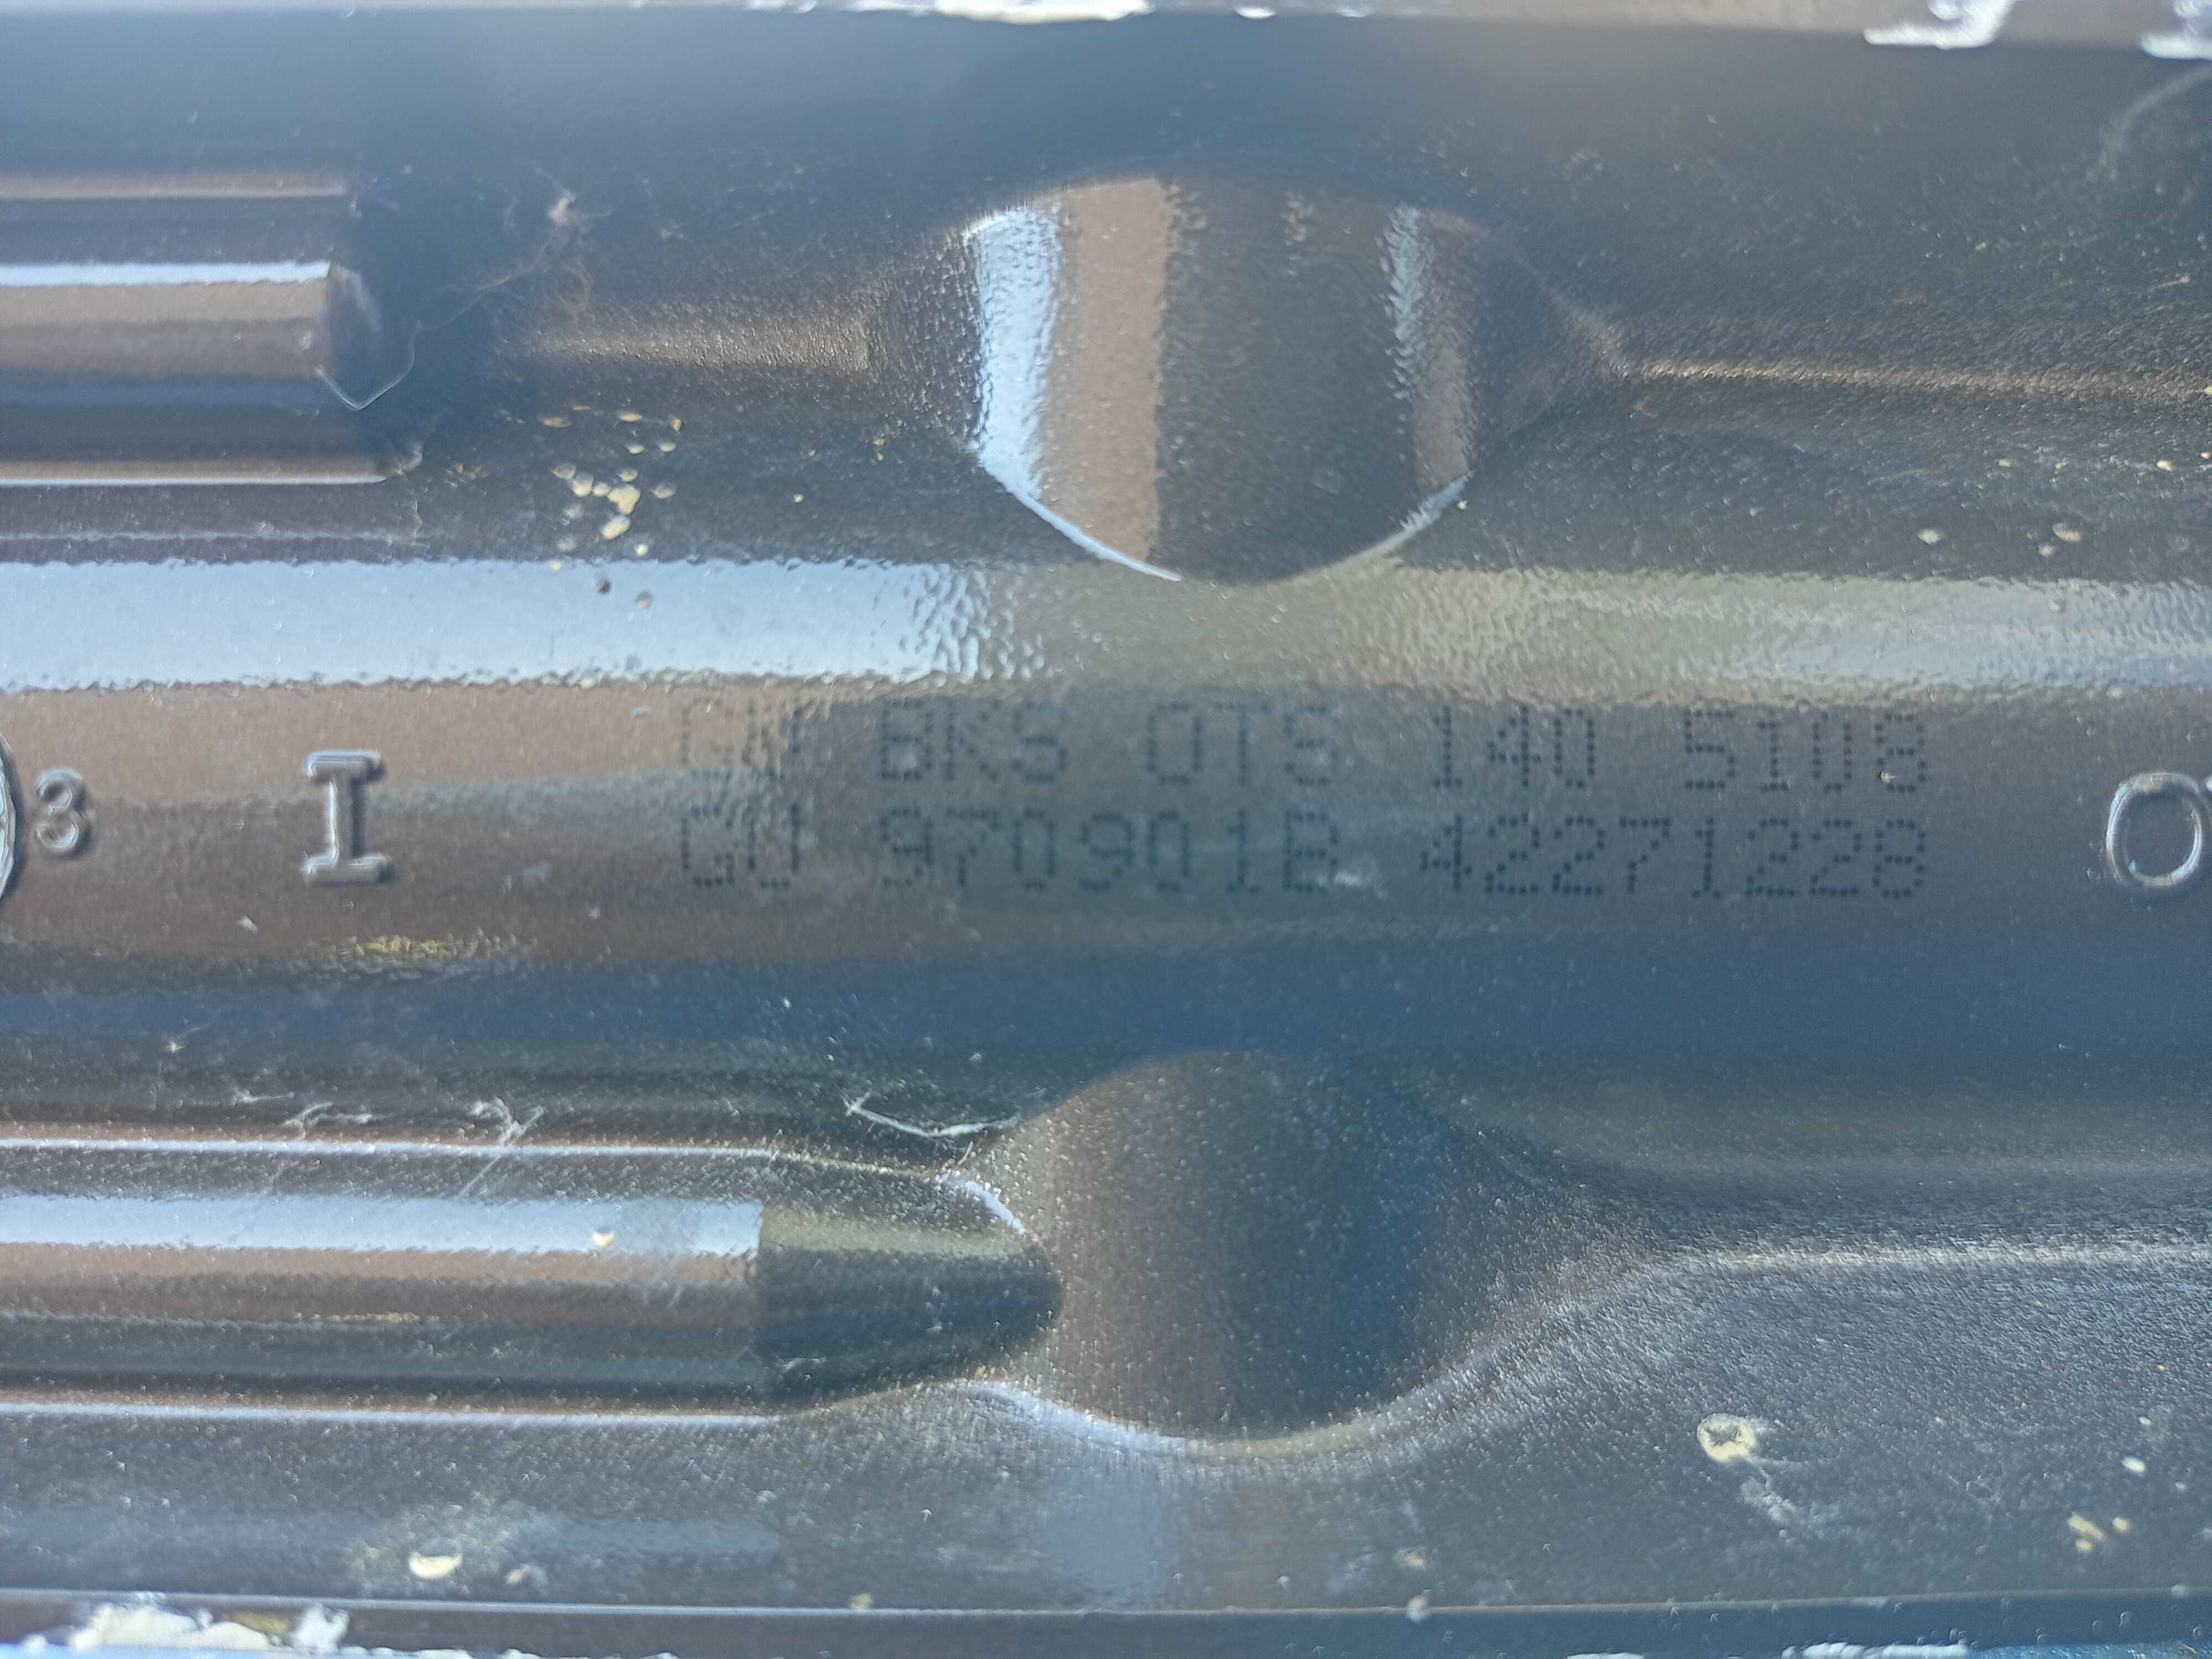 BKS OTS 140 5108
3 I GU 970901B 42271228 O